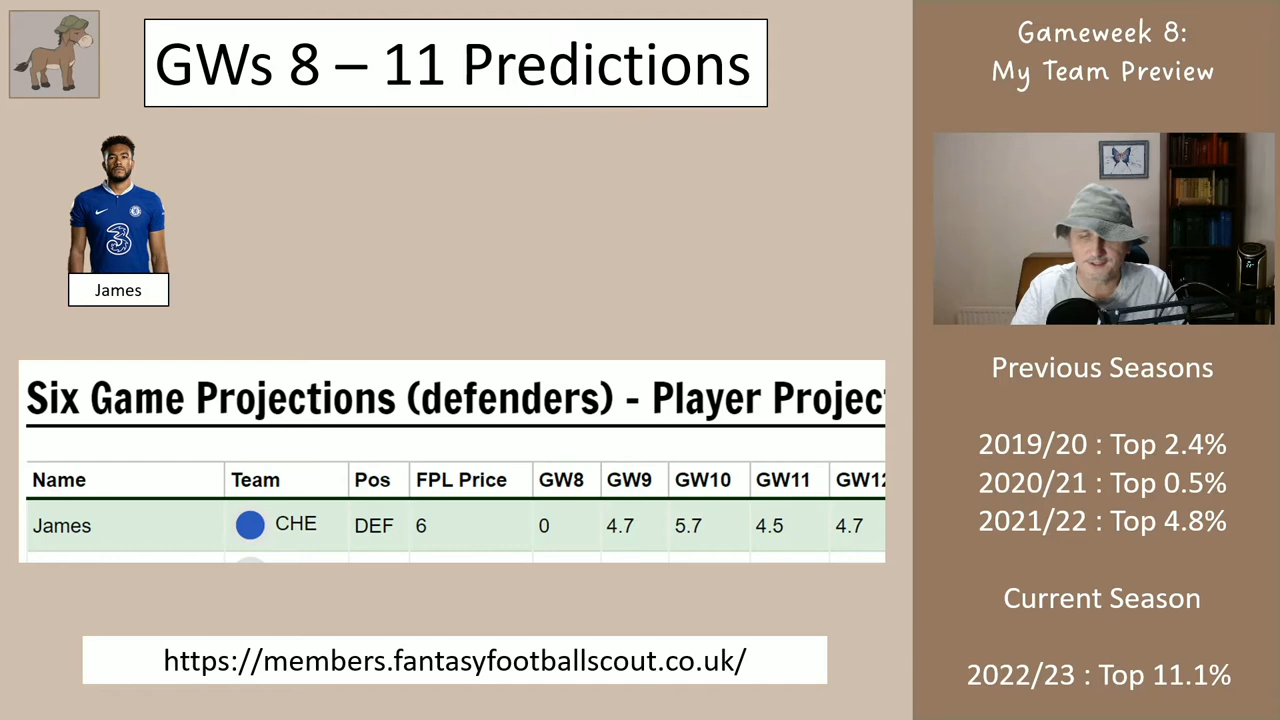 GWs 8 – 11 Predictions
James
Six Game Projections (defenders) - Player Projec
Name Team Pos FPL Price GW8 GW9 GW10 GW11 GW12
James CHE DEF 6 0 4.7 5.7 4.5 4.7
https://members.fantasyfootballscout.co.uk/
Gameweek 8:
My Team Preview
Previous Seasons
2019/20 : Top 2.4%
2020/21 : Top 0.5%
2021/22 : Top 4.8%
Current Season
2022/23 : Top 11.1%